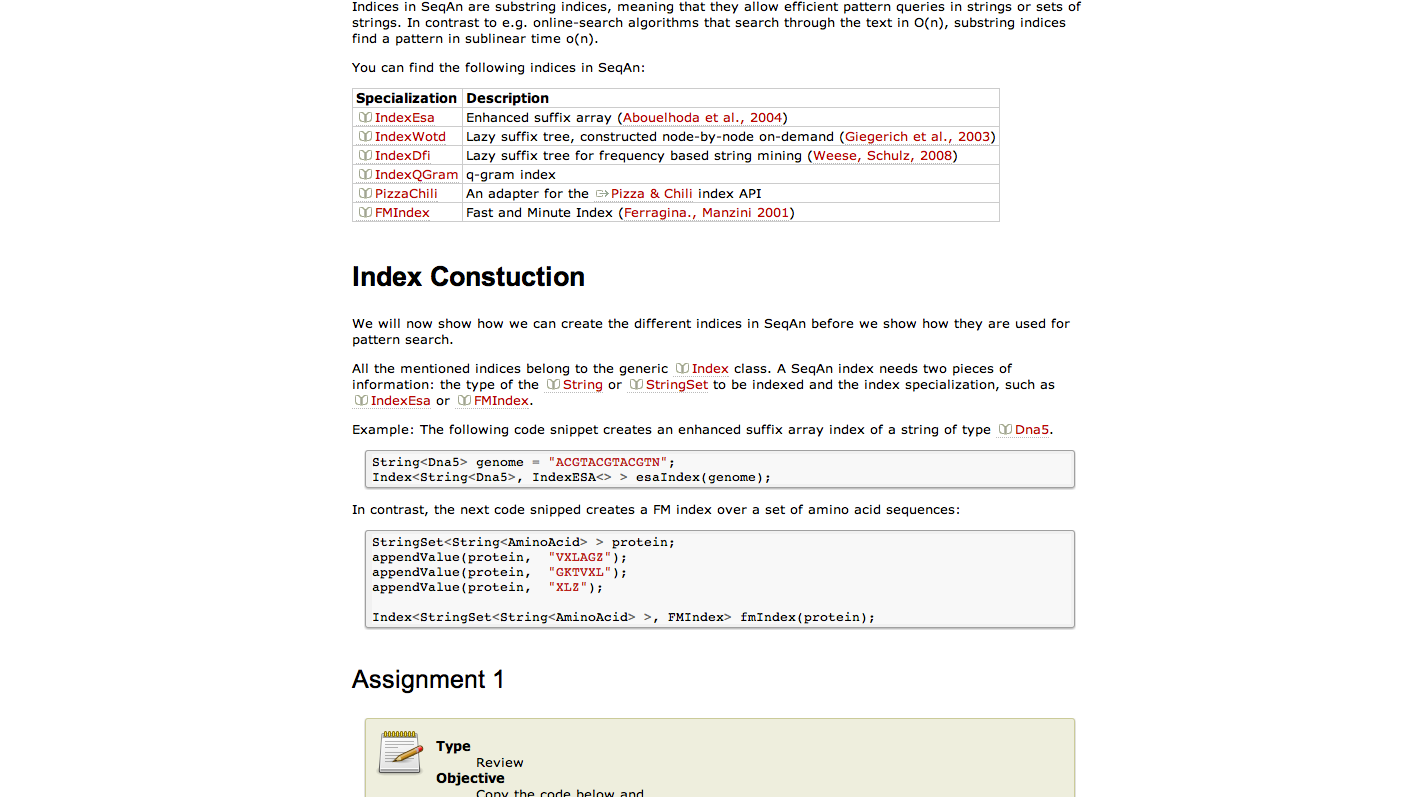 Indices in SeqAn are substring indices, meaning that they allow efficient pattern queries in strings or sets of
strings. In contrast to e.g. online-search algorithms that search through the text in O(n), substring indices
find a pattern in sublinear time o(n).
You can find the following indices in SeqAn:
Specialization Description
IndexEsa Enhanced suffix array (Abouelhoda et al., 2004)
IndexWotd Lazy suffix tree, constructed node-by-node on-demand (Giegerich et al., 2003)
IndexDfi Lazy suffix tree for frequency based string mining (Weese, Schulz, 2008)
IndexQGram q-gram index
PizzaChili An adapter for the Pizza & Chili index API
FMIndex Fast and Minute Index (Ferragina., Manzini 2001)
Index Constuction
We will now show how we can create the different indices in SeqAn before we show how they are used for
pattern search.
All the mentioned indices belong to the generic Index class. A SeqAn index needs two pieces of
information: the type of the String or StringSet to be indexed and the index specialization, such as
IndexEsa or FMIndex.
Example: The following code snippet creates an enhanced suffix array index of a string of type Dna5.
String<Dna5> genome = "ACGTACGTACGTN";
Index<String<Dna5>, IndexESA<> > esaIndex(genome);
In contrast, the next code snipped creates a FM index over a set of amino acid sequences:
StringSet<String<AminoAcid> > protein;
appendValue(protein, "VXLAGZ");
appendValue(protein, "GKTVXL");
appendValue(protein, "XLZ");
Index<StringSet<String<AminoAcid> >, FMIndex> fmIndex(protein);
Assignment 1
Type
Review
Objective
Copy the code below and